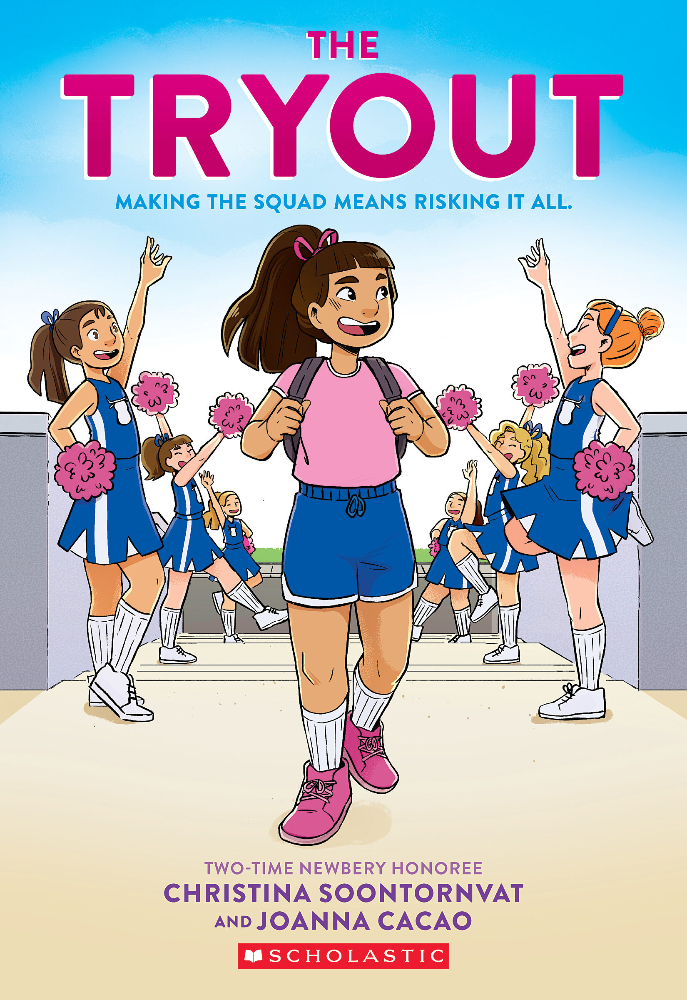 THE
TRYOUT
MAKING THE SQUAD MEANS RISKING IT ALL.
TWO-TIME NEWBERY HONOREE
CHRISTINA SOONTORNVAT
AND JOANNA CACAO
SCHOLASTIC